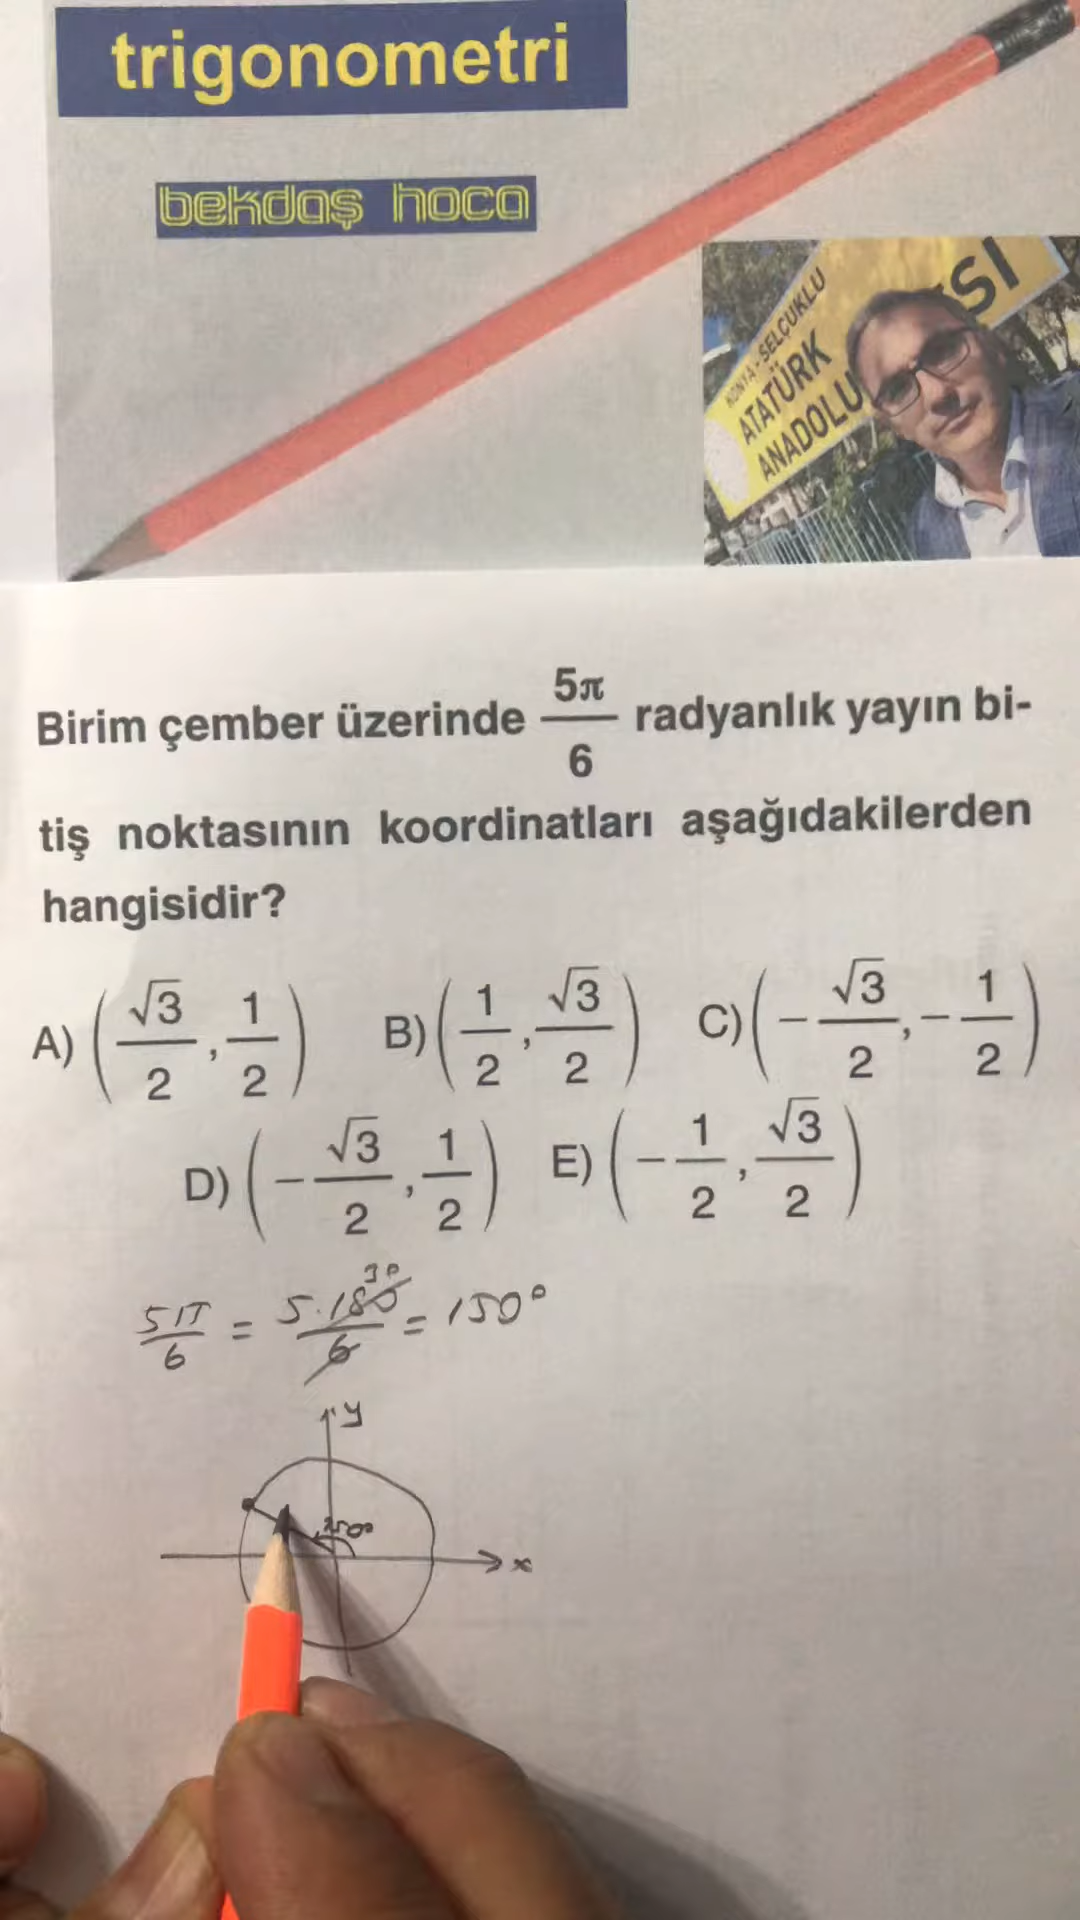 trigonometri
bekdaş hoca
KONYA - SELÇUKLU
ATATÜRK
ANADOLU
Birim çember üzerinde 5π/6 radyanlık yayın bi-
tiş noktasının koordinatları aşağıdakilerden
hangisidir?
A) (√3/2, 1/2) B) (1/2, √3/2) C) (-√3/2, -1/2)
D) (-√3/2, 1/2) E) (-1/2, √3/2)
5π/6 = 5.180/6 = 150°
30
y
150°
x